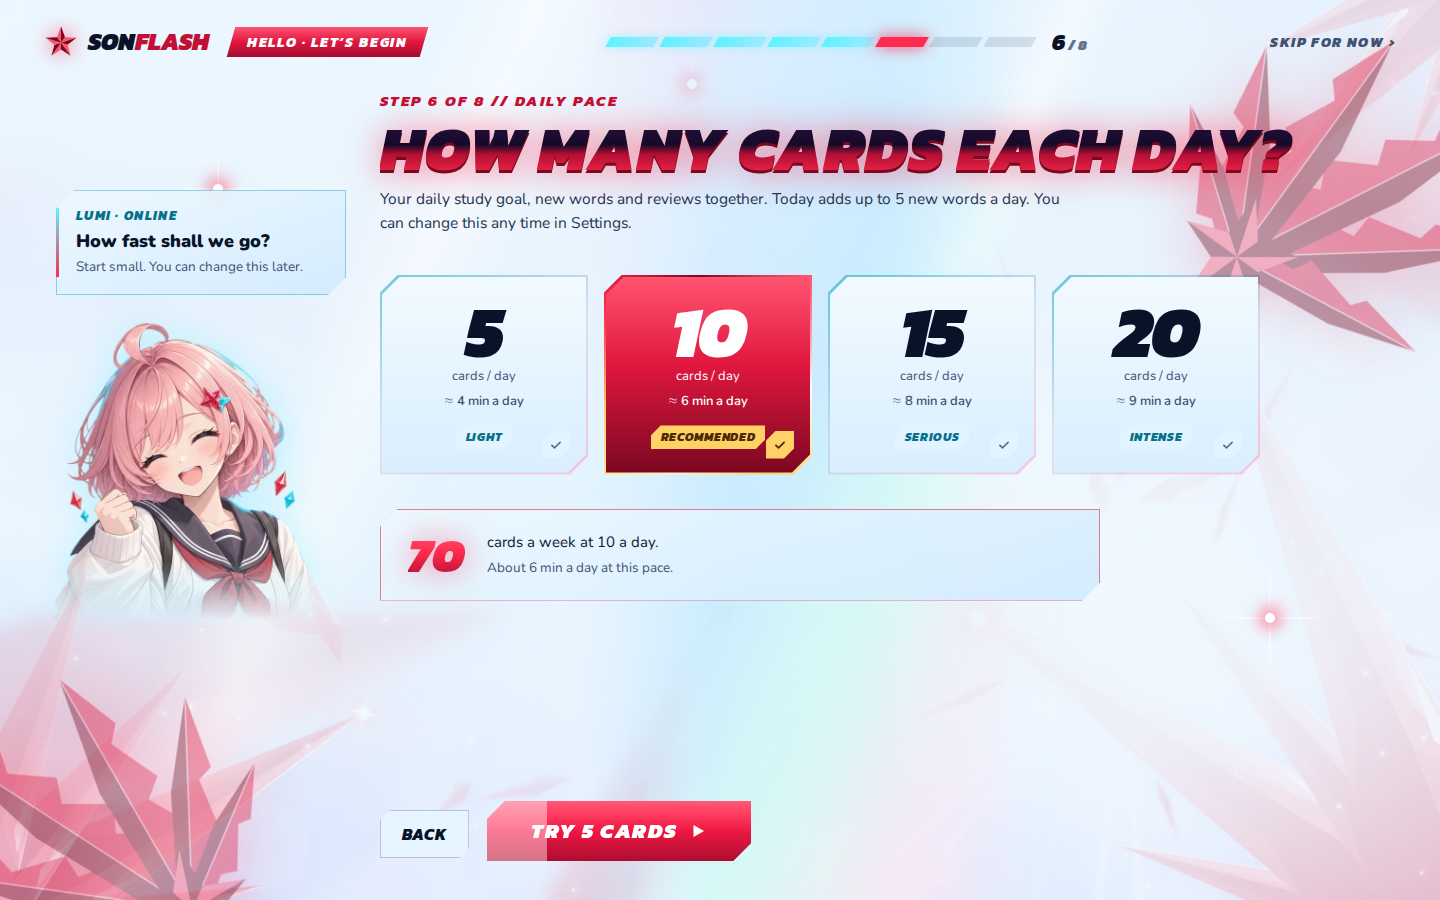 SONFLASH
HELLO · LET'S BEGIN
6 / 8
SKIP FOR NOW ›
STEP 6 OF 8 // DAILY PACE
HOW MANY CARDS EACH DAY?
Your daily study goal, new words and reviews together. Today adds up to 5 new words a day. You
can change this any time in Settings.
LUMI · ONLINE
How fast shall we go?
Start small. You can change this later.
5
cards / day
≈ 4 min a day
LIGHT
10
cards / day
≈ 6 min a day
RECOMMENDED
15
cards / day
≈ 8 min a day
SERIOUS
20
cards / day
≈ 9 min a day
INTENSE
70
cards a week at 10 a day.
About 6 min a day at this pace.
BACK
TRY 5 CARDS